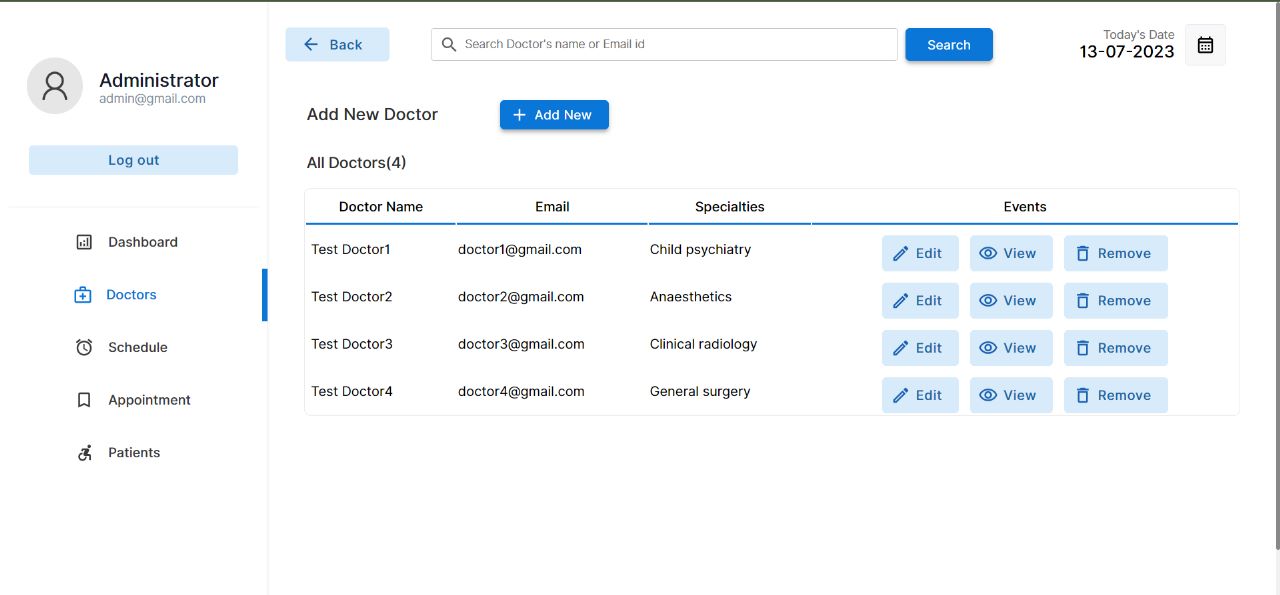 Administrator
admin@gmail.com
Log out
Dashboard
Doctors
Schedule
Appointment
Patients
Back
Search Doctor's name or Email id
Search
Today's Date
13-07-2023
Add New Doctor
Add New
All Doctors(4)
Doctor Name Email Specialties Events
Test Doctor1 doctor1@gmail.com Child psychiatry Edit View Remove
Test Doctor2 doctor2@gmail.com Anaesthetics Edit View Remove
Test Doctor3 doctor3@gmail.com Clinical radiology Edit View Remove
Test Doctor4 doctor4@gmail.com General surgery Edit View Remove